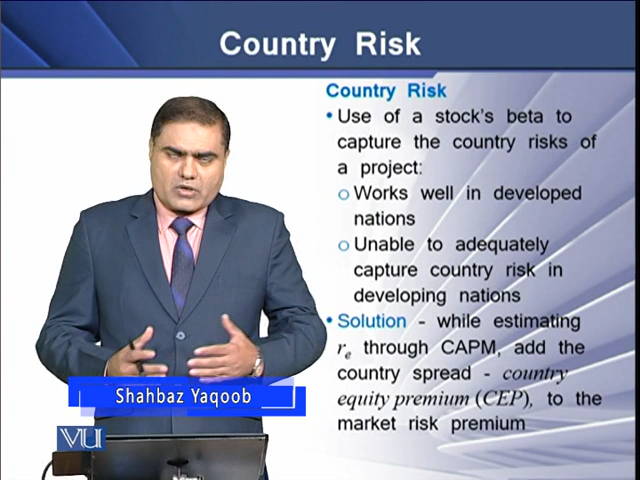 Country Risk
Country Risk
• Use of a stock's beta to
capture the country risks of
a project:
o Works well in developed
nations
o Unable to adequately
capture country risk in
developing nations
• Solution - while estimating
re through CAPM, add the
country spread - country
equity premium (CEP), to the
market risk premium
Shahbaz Yaqoob
VU